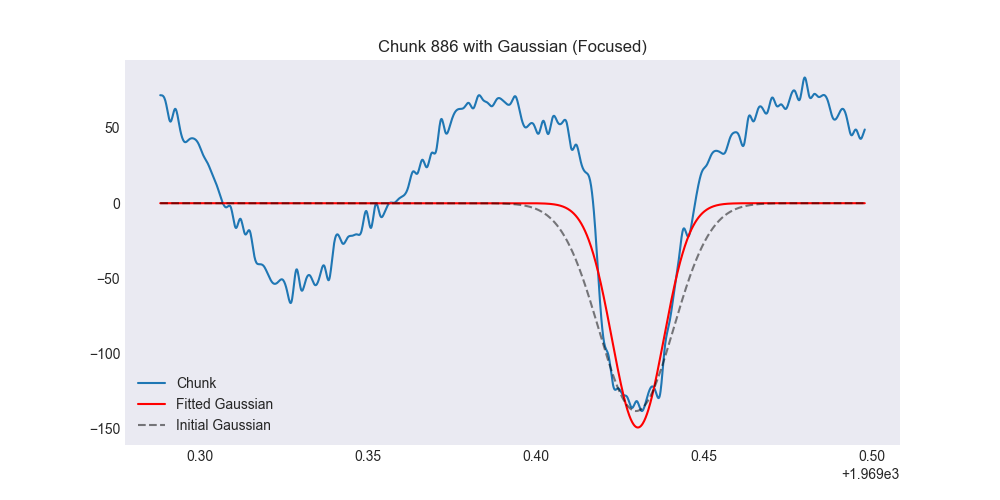 Chunk 886 with Gaussian (Focused)
50
0
−50
−100
−150
Chunk
Fitted Gaussian
Initial Gaussian
0.30 0.35 0.40 0.45 0.50
+1.969e3